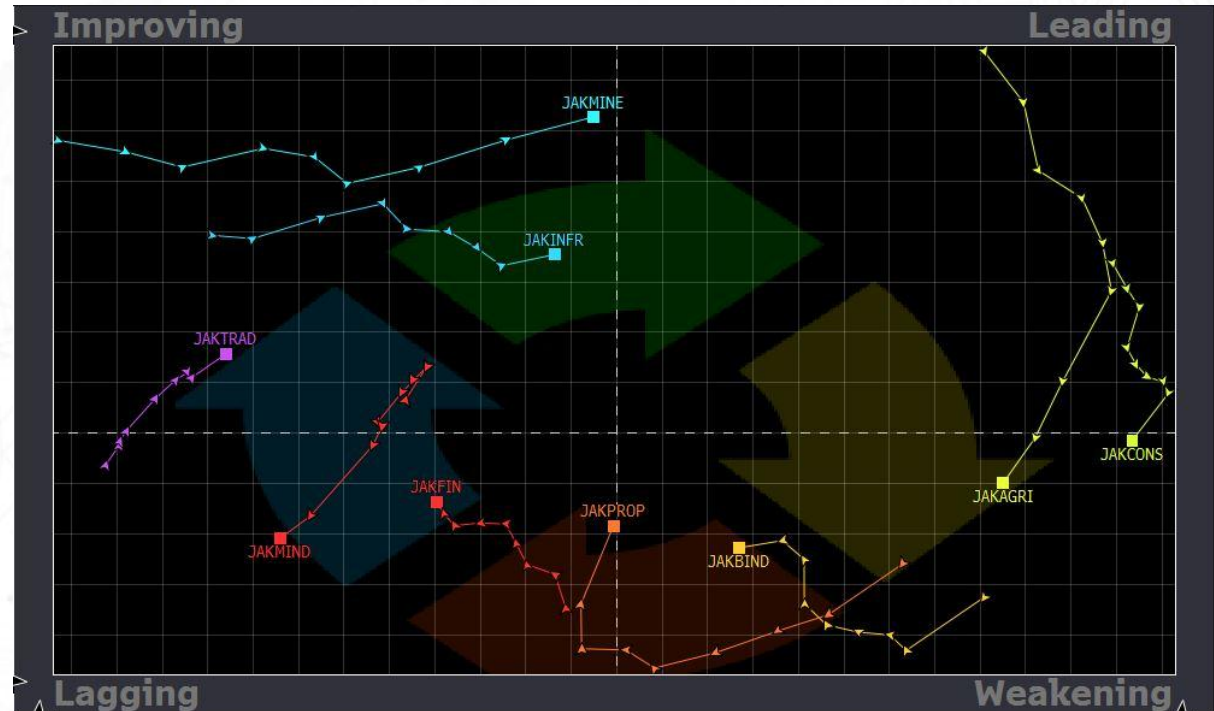 Improving
Leading
JAKMINE
JAKINFR
JAKTRAD
JAKCONS
JAKFIN
JAKAGRI
JAKPROP
JAKMIND
JAKBIND
Lagging
Weakening